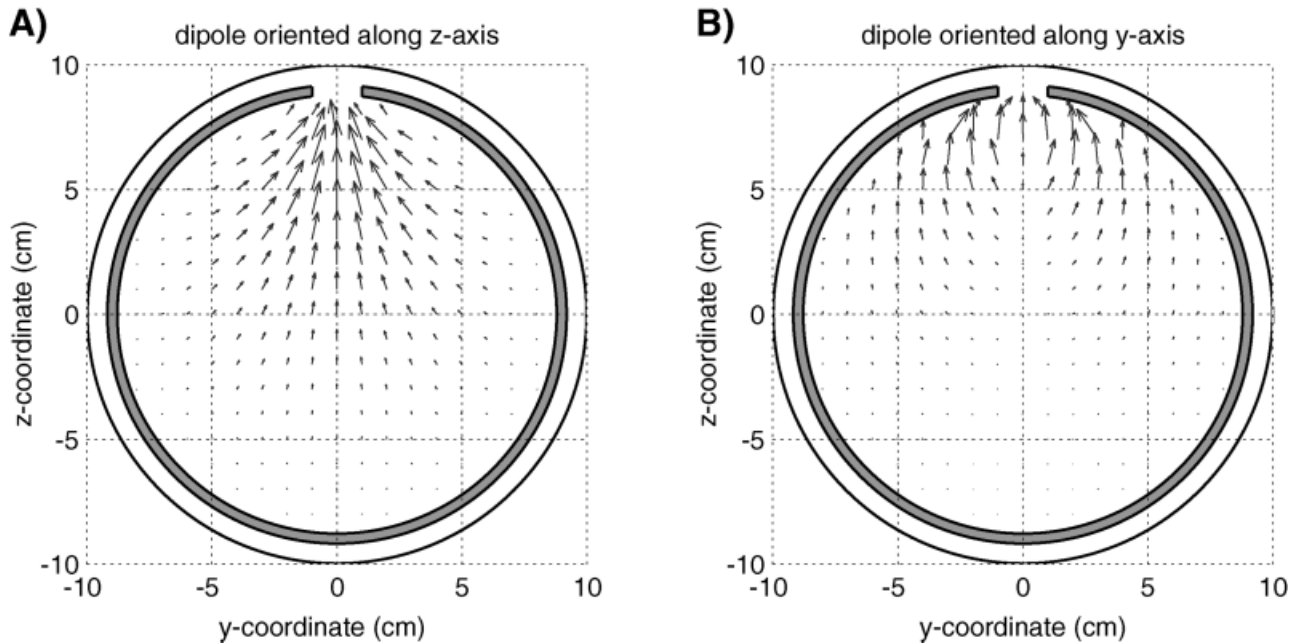 A)
dipole oriented along z-axis
10
5
0
-5
-10
z-coordinate (cm)
-10
-5
0
5
10
y-coordinate (cm)
B)
dipole oriented along y-axis
10
5
0
-5
-10
z-coordinate (cm)
-10
-5
0
5
10
y-coordinate (cm)